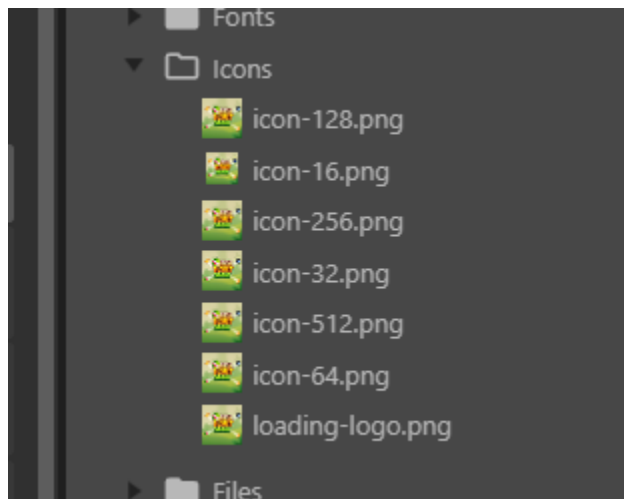 Fonts
Icons
icon-128.png
icon-16.png
icon-256.png
icon-32.png
icon-512.png
icon-64.png
loading-logo.png
Files